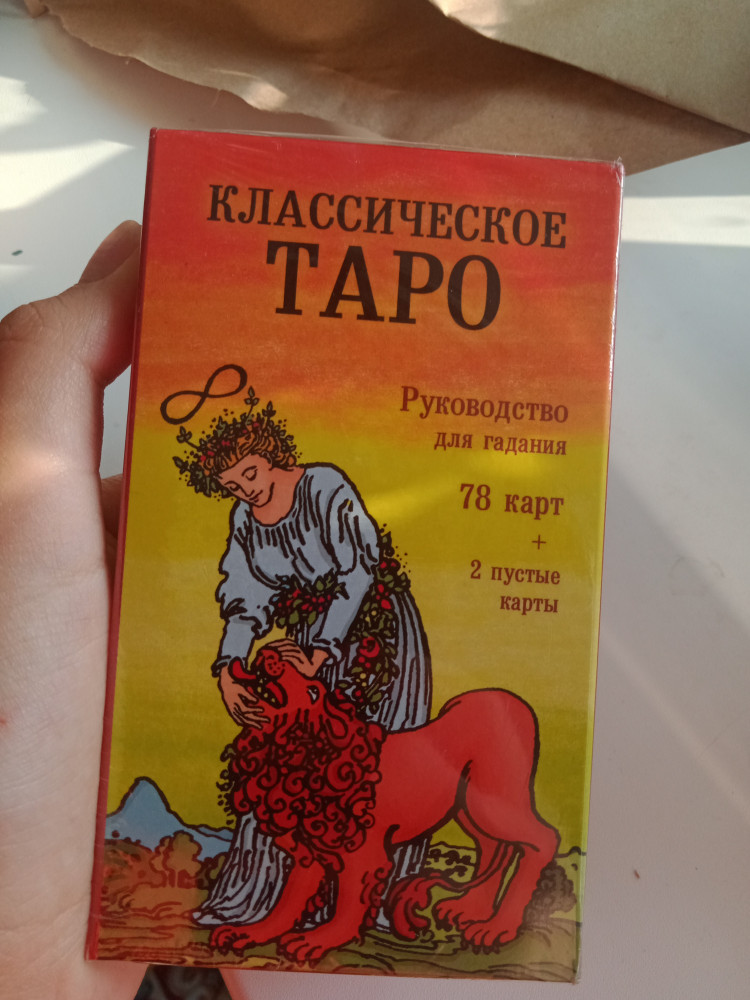 КЛАССИЧЕСКОЕ
ТАРО
Руководство
для гадания
78 карт
+
2 пустые
карты